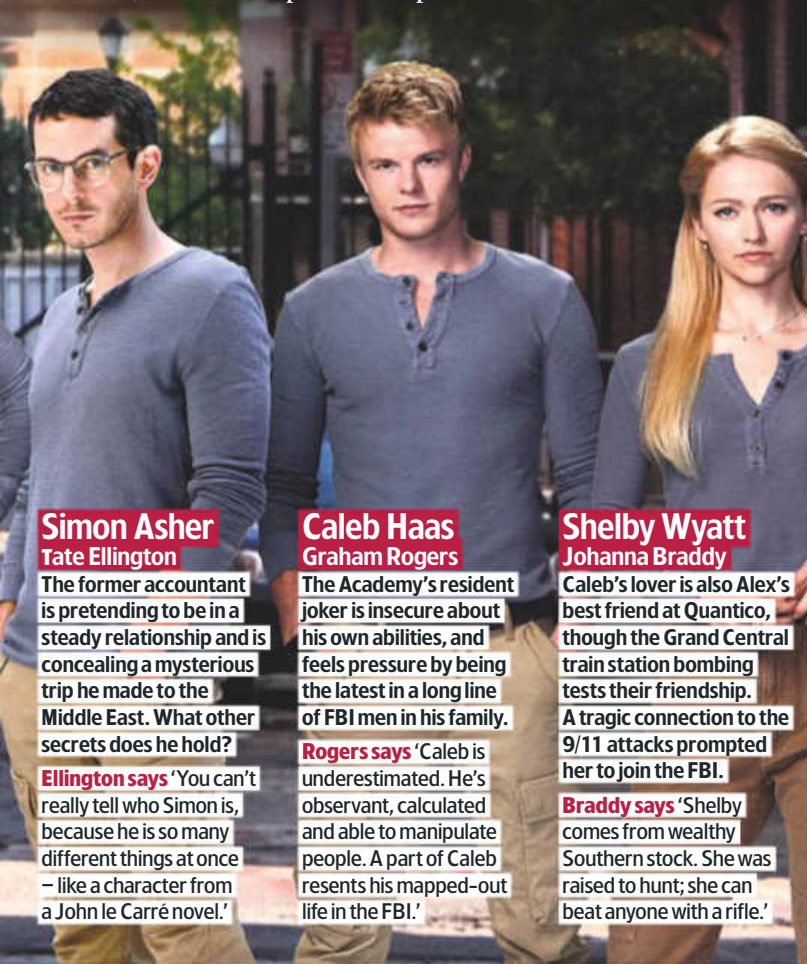 Simon Asher
Tate Ellington
The former accountant
is pretending to be in a
steady relationship and is
concealing a mysterious
trip he made to the
Middle East. What other
secrets does he hold?
Ellington says ‘You can’t
really tell who Simon is,
because he is so many
different things at once
– like a character from
a John le Carré novel.’
Caleb Haas
Graham Rogers
The Academy’s resident
joker is insecure about
his own abilities, and
feels pressure by being
the latest in a long line
of FBI men in his family.
Rogers says ‘Caleb is
underestimated. He’s
observant, calculated
and able to manipulate
people. A part of Caleb
resents his mapped-out
life in the FBI.’
Shelby Wyatt
Johanna Braddy
Caleb’s lover is also Alex’s
best friend at Quantico,
though the Grand Central
train station bombing
tests their friendship.
A tragic connection to the
9/11 attacks prompted
her to join the FBI.
Braddy says ‘Shelby
comes from wealthy
Southern stock. She was
raised to hunt; she can
beat anyone with a rifle.’